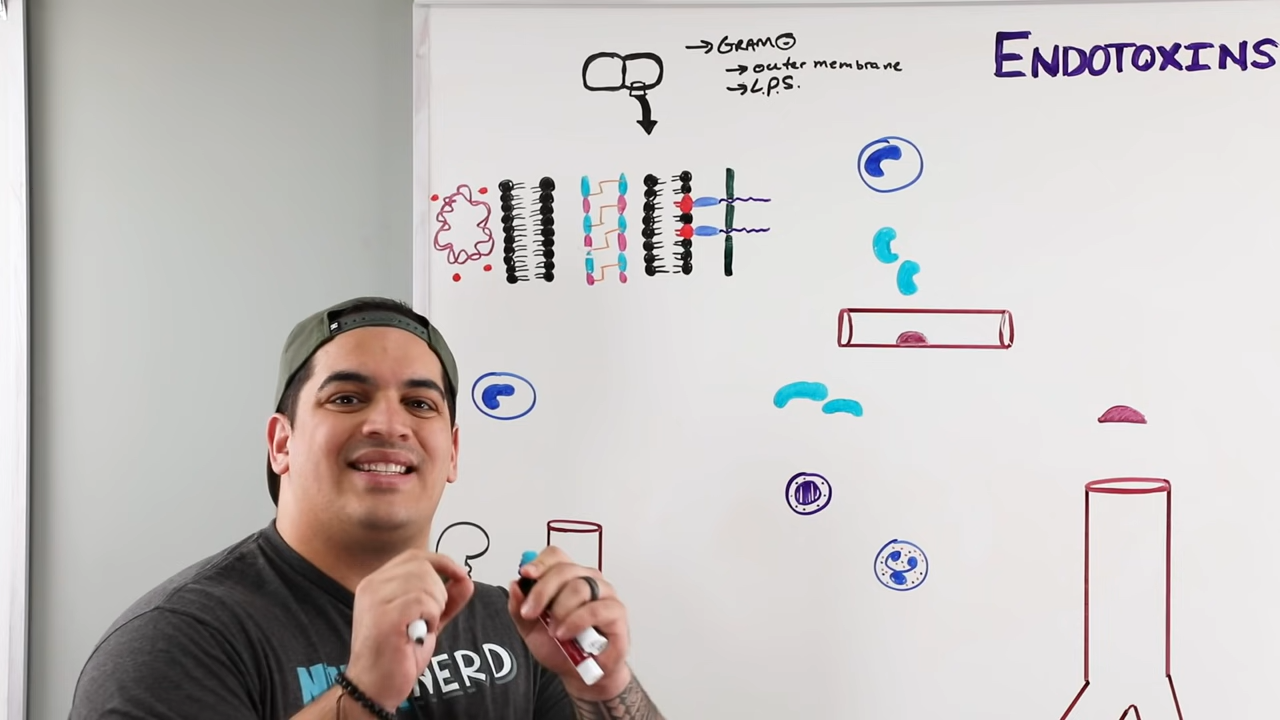 →GRAM⊖
→outer membrane
→L.P.S.
ENDOTOXINS
NERD